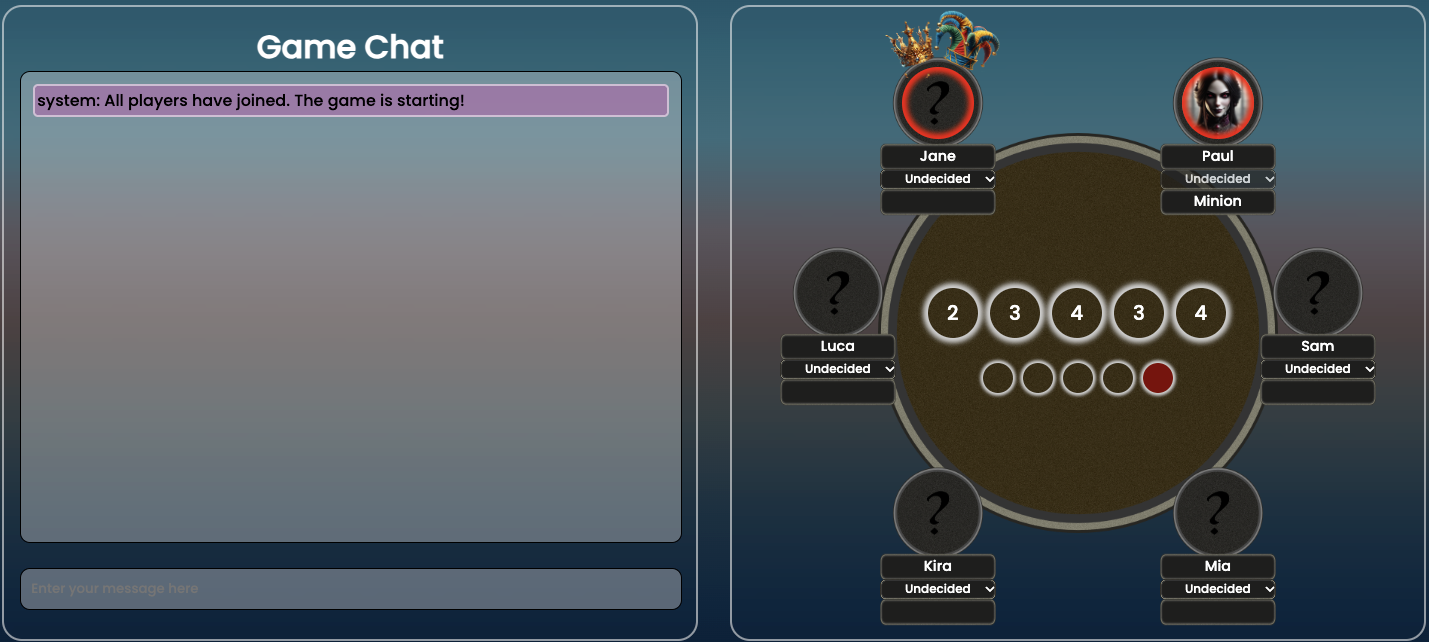 Game Chat
system: All players have joined. The game is starting!
Enter your message here
?
Jane
Undecided
Paul
Undecided
Minion
?
Luca
Undecided
?
Sam
Undecided
2 3 4 3 4
?
Kira
Undecided
?
Mia
Undecided